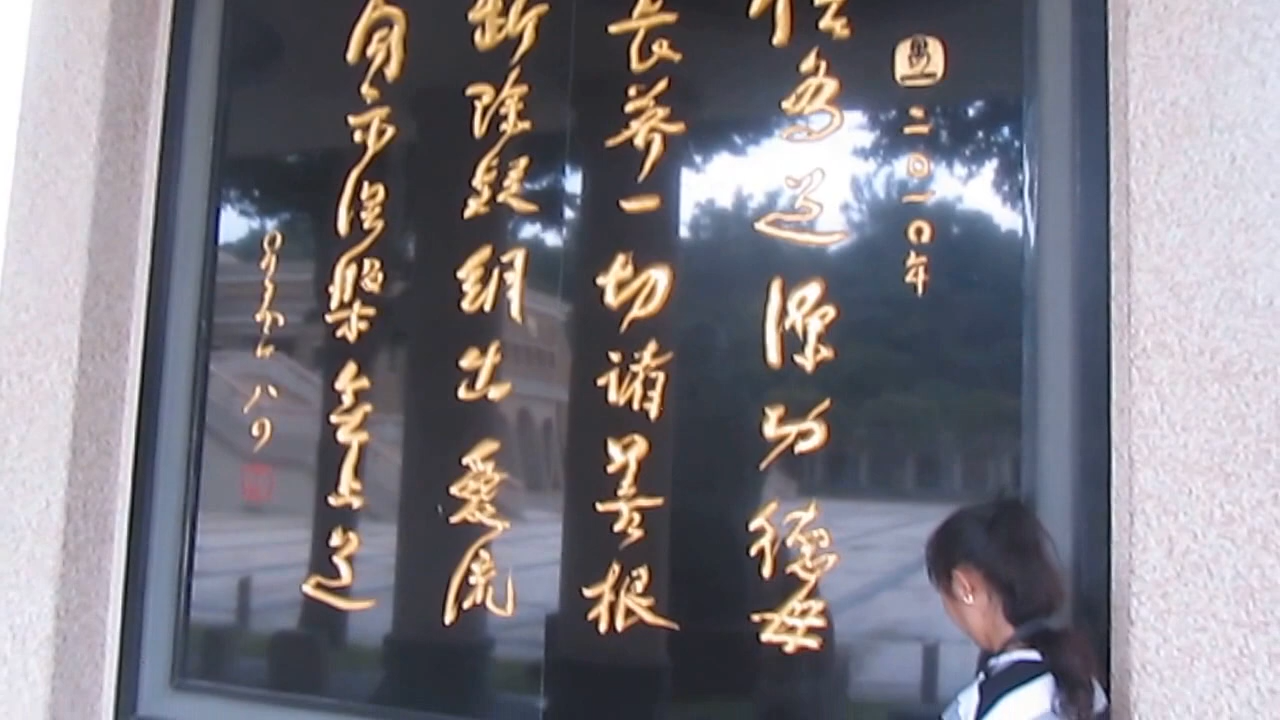 二〇一〇年
信為道源功德母
長養一切諸善根
斷除疑網出愛流
開示涅槃無上道